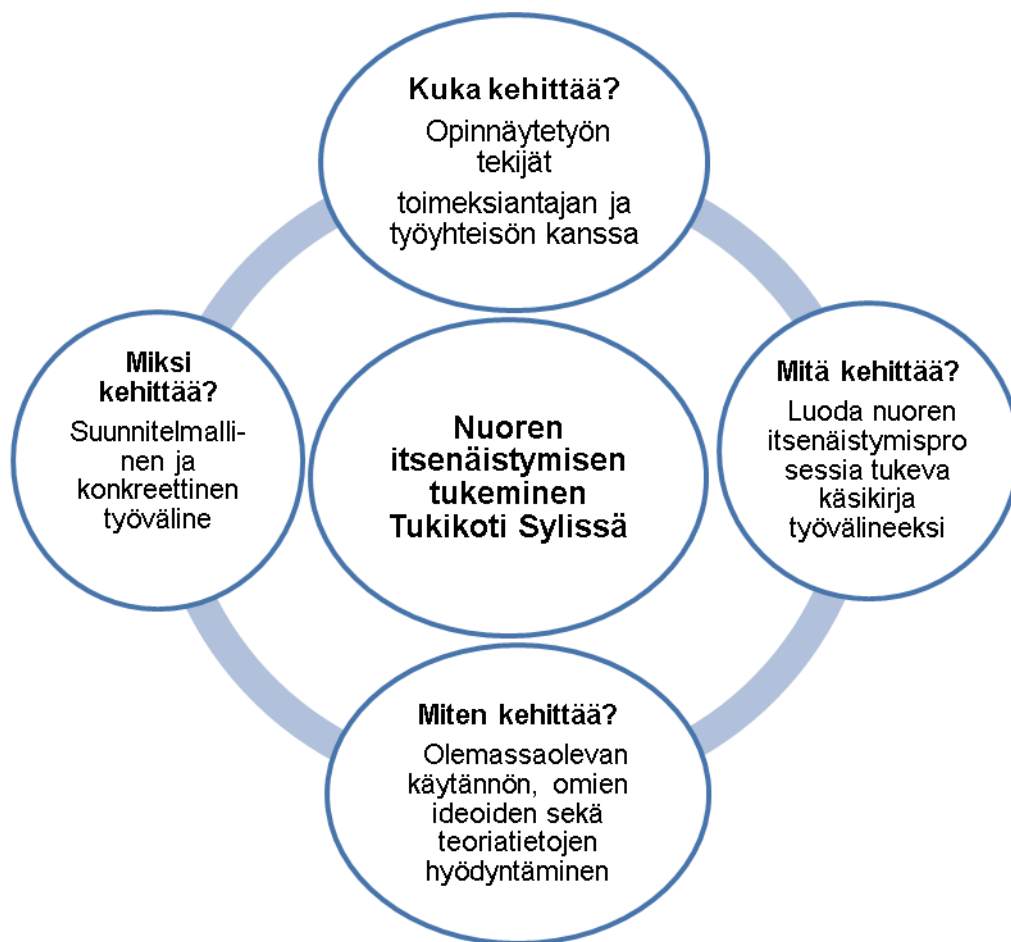 Kuka kehittää?
Opinnäytetyön
tekijät
toimeksiantajan ja
työyhteisön kanssa
Miksi
kehittää?
Suunnitelmalli-
nen ja
konkreettinen
työväline
Nuoren
itsenäistymisen
tukeminen
Tukikoti Sylissä
Mitä kehittää?
Luoda nuoren
itsenäistymispro
sessia tukeva
käsikirja
työvälineeksi
Miten kehittää?
Olemassaolevan
käytännön, omien
ideoiden sekä
teoriatietojen
hyödyntäminen